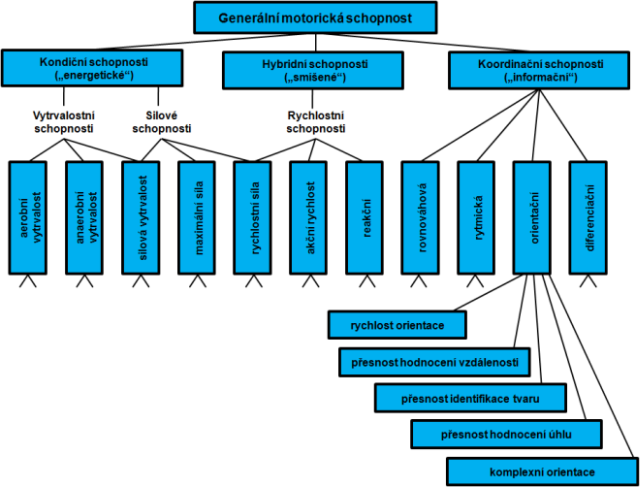 Generální motorická schopnost
Kondiční schopnosti
(„energetické“)
Hybridní schopnosti
(„smíšené“)
Koordinační schopnosti
(„informační“)
Vytrvalostní
schopnosti
Silové
schopnosti
Rychlostní
schopnosti
aerobní
vytrvalost
anaerobní
vytrvalost
silová vytrvalost
maximální síla
rychlostní síla
akční rychlost
reakční
rovnováhová
rytmická
orientační
diferenciační
rychlost orientace
přesnost hodnocení vzdálenosti
přesnost identifikace tvaru
přesnost hodnocení úhlu
komplexní orientace